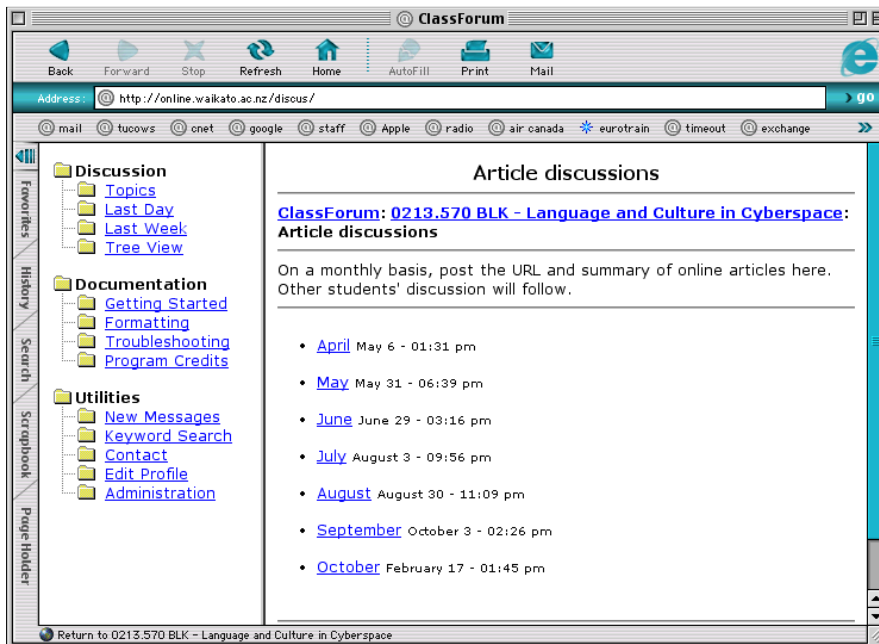 ClassForum
Back Forward Stop Refresh Home AutoFill Print Mail
Address: http://online.waikato.ac.nz/discus/ go
mail tucows cnet google staff Apple radio air canada eurotrain timeout exchange
Favorites
History
Search
Scrapbook
Page Holder
Discussion
Topics
Last Day
Last Week
Tree View
Documentation
Getting Started
Formatting
Troubleshooting
Program Credits
Utilities
New Messages
Keyword Search
Contact
Edit Profile
Administration
Article discussions
ClassForum: 0213.570 BLK - Language and Culture in Cyberspace:
Article discussions
On a monthly basis, post the URL and summary of online articles here.
Other students' discussion will follow.
• April May 6 - 01:31 pm
• May May 31 - 06:39 pm
• June June 29 - 03:16 pm
• July August 3 - 09:56 pm
• August August 30 - 11:09 pm
• September October 3 - 02:26 pm
• October February 17 - 01:45 pm
Return to 0213.570 BLK - Language and Culture in Cyberspace